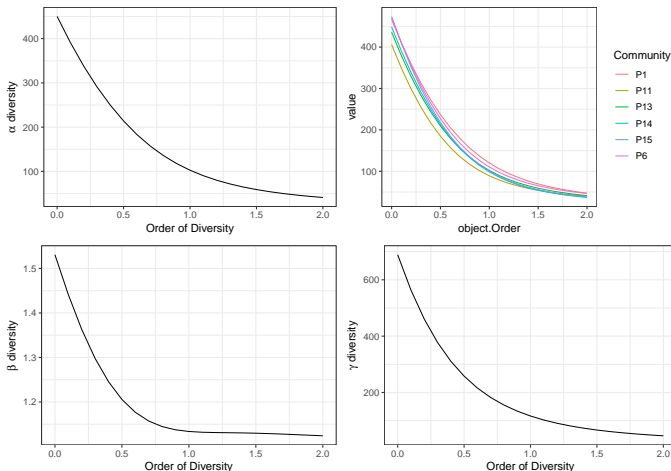 400
300
200
100
α diversity
0.0 0.5 1.0 1.5 2.0
Order of Diversity
400
300
200
100
value
0.0 0.5 1.0 1.5 2.0
object.Order
Community
P1
P11
P13
P14
P15
P6
1.5
1.4
1.3
1.2
β diversity
0.0 0.5 1.0 1.5 2.0
Order of Diversity
600
400
200
γ diversity
0.0 0.5 1.0 1.5 2.0
Order of Diversity